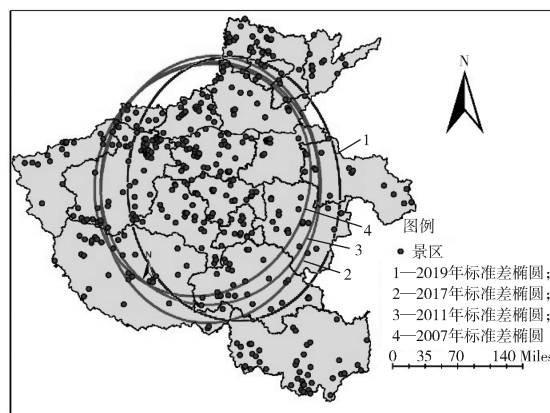 N
1
4
3
2
图例
景区
1—2019年标准差椭圆;
2—2017年标准差椭圆;
3—2011年标准差椭圆;
4—2007年标准差椭圆
0 35 70 140 Miles